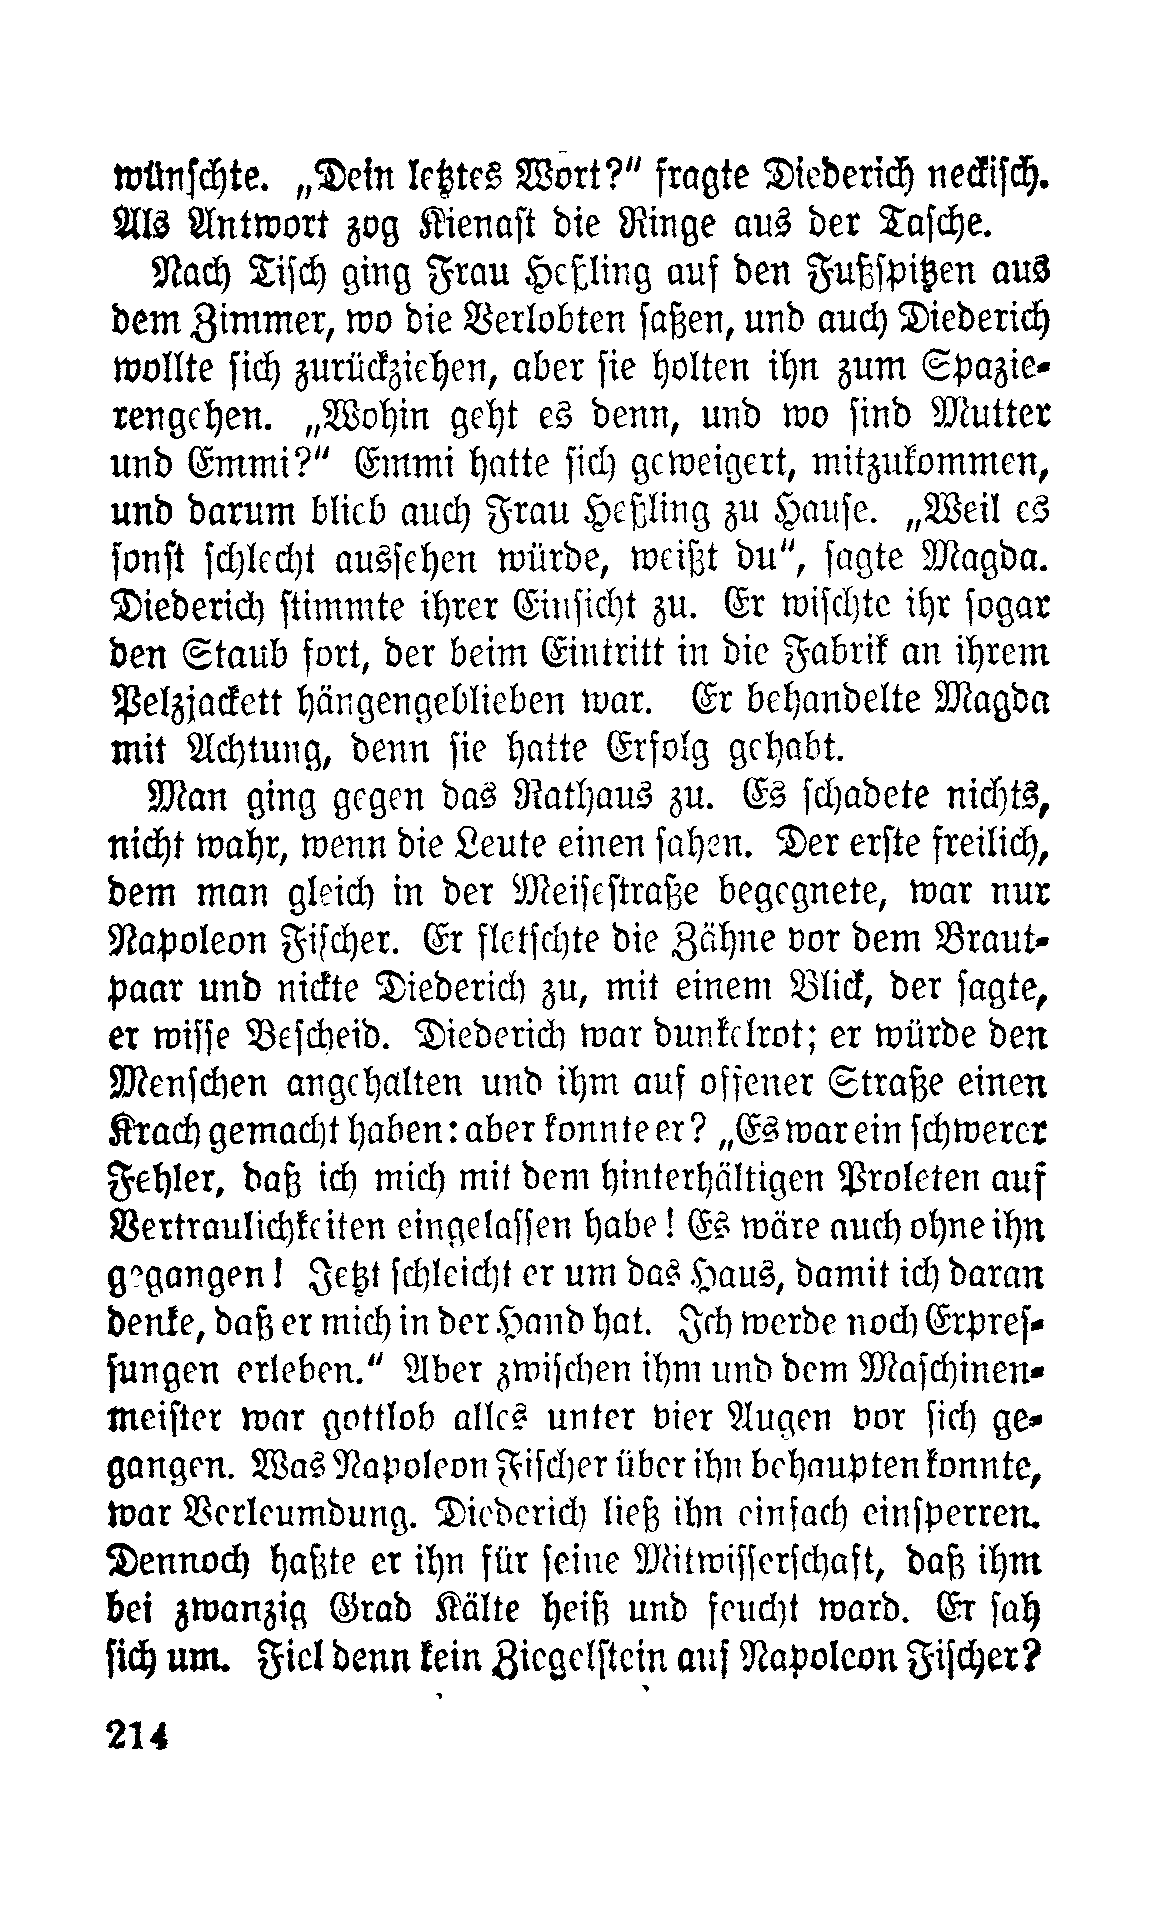 wünschte. „Dein letztes Wort?“ fragte Diederich neckisch.
Als Antwort zog Kienast die Ringe aus der Tasche.
Nach Tisch ging Frau Heßling auf den Fußspitzen aus
dem Zimmer, wo die Verlobten saßen, und auch Diederich
wollte sich zurückziehen, aber sie holten ihn zum Spazie-
rengehen. „Wohin geht es denn, und wo sind Mutter
und Emmi?“ Emmi hatte sich geweigert, mitzukommen,
und darum blieb auch Frau Heßling zu Hause. „Weil es
sonst schlecht aussehen würde, weißt du“, sagte Magda.
Diederich stimmte ihrer Einsicht zu. Er wischte ihr sogar
den Staub fort, der beim Eintritt in die Fabrik an ihrem
Pelzjackett hängengeblieben war. Er behandelte Magda
mit Achtung, denn sie hatte Erfolg gehabt.
Man ging gegen das Rathaus zu. Es schadete nichts,
nicht wahr, wenn die Leute einen sahen. Der erste freilich,
dem man gleich in der Meisestraße begegnete, war nur
Napoleon Fischer. Er fletschte die Zähne vor dem Braut-
paar und nickte Diederich zu, mit einem Blick, der sagte,
er wisse Bescheid. Diederich war dunkelrot; er würde den
Menschen angehalten und ihm auf offener Straße einen
Krach gemacht haben: aber konnte er? „Es war ein schwerer
Fehler, daß ich mich mit dem hinterhältigen Proleten auf
Vertraulichkeiten eingelassen habe! Es wäre auch ohne ihn
gegangen! Jetzt schleicht er um das Haus, damit ich daran
denke, daß er mich in der Hand hat. Ich werde noch Erpres-
sungen erleben.“ Aber zwischen ihm und dem Maschinen-
meister war gottlob alles unter vier Augen vor sich ge-
gangen. Was Napoleon Fischer über ihn behaupten konnte,
war Verleumdung. Diederich ließ ihn einfach einsperren.
Dennoch haßte er ihn für seine Mitwisserschaft, daß ihm
bei zwanzig Grad Kälte heiß und feucht ward. Er sah
sich um. Fiel denn kein Ziegelstein auf Napoleon Fischer?
214